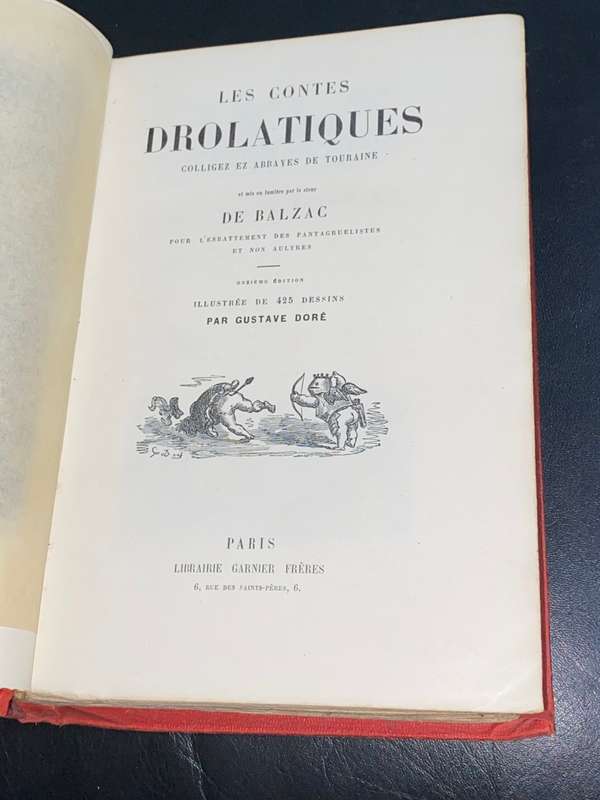 LES CONTES
DROLATIQUES
COLLIGEZ EZ ABBAYES DE TOURAINE
et mis en lumière par le sieur
DE BALZAC
POUR L'ESBATTEMENT DES PANTAGRUELISTES
ET NON AULTRES
ONZIÈME ÉDITION
ILLUSTRÉE DE 425 DESSINS
PAR GUSTAVE DORÉ
PARIS
LIBRAIRIE GARNIER FRÈRES
6, RUE DES SAINTS-PÈRES, 6.